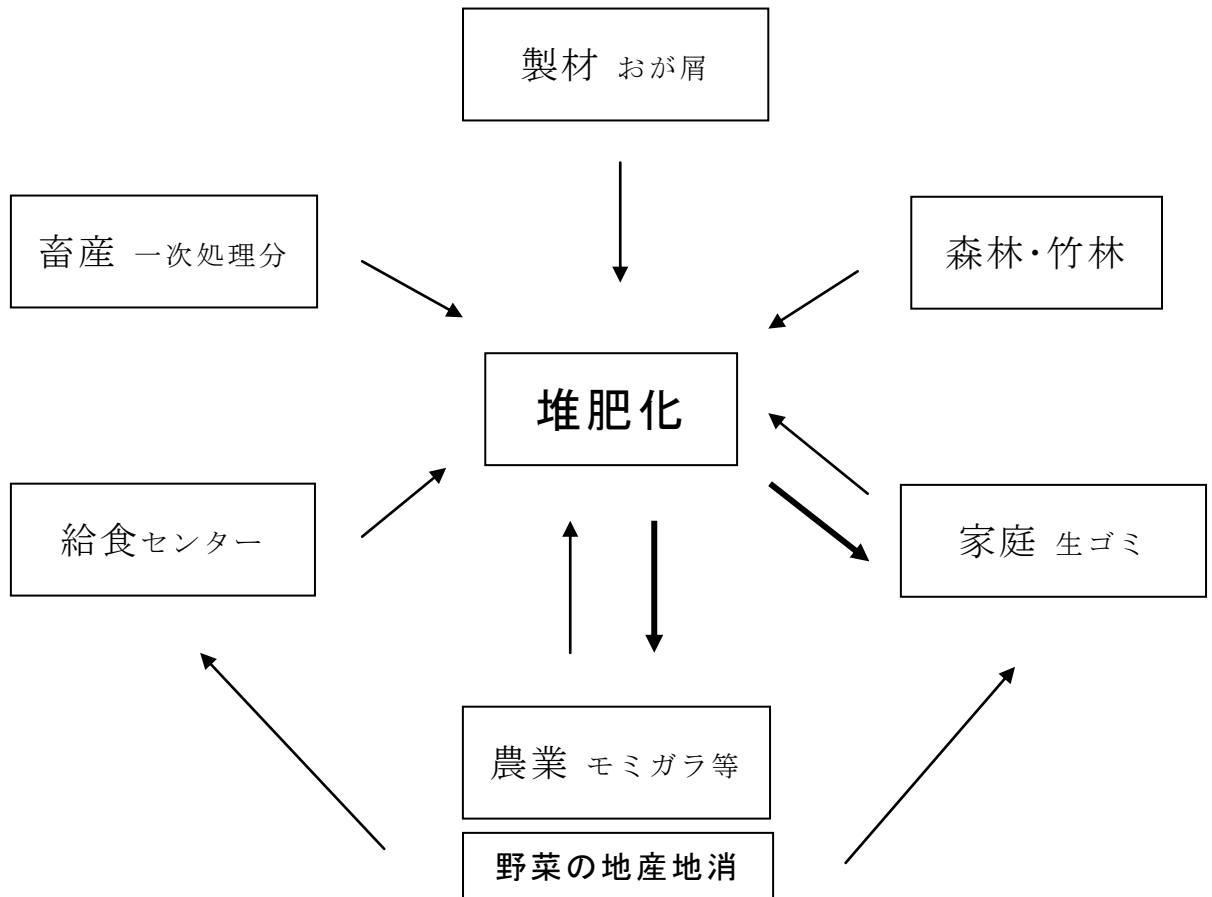 製材 おが屑
畜産 一次処理分
森林・竹林
堆肥化
給食センター
家庭 生ゴミ
農業 モミガラ等
野菜の地産地消